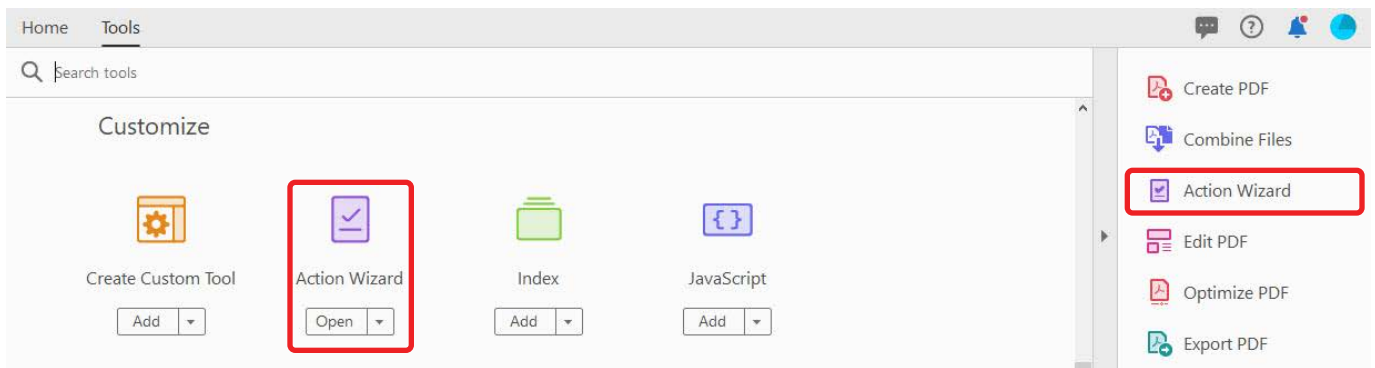 Home Tools
Search tools
Customize
Create Custom Tool Action Wizard Index JavaScript
Add Open Add Add
Create PDF
Combine Files
Action Wizard
Edit PDF
Optimize PDF
Export PDF